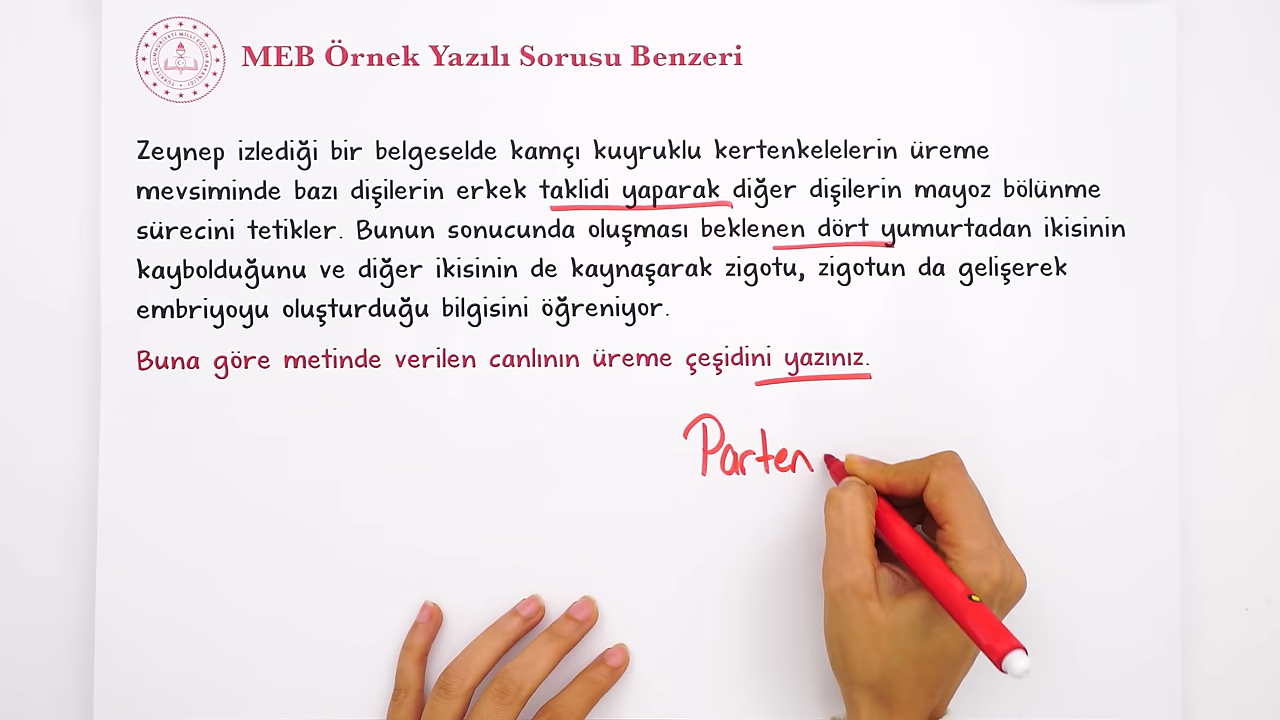 MEB Örnek Yazılı Sorusu Benzeri
Zeynep izlediği bir belgeselde kamçı kuyruklu kertenkelelerin üreme
mevsiminde bazı dişilerin erkek taklidi yaparak diğer dişilerin mayoz bölünme
sürecini tetikler. Bunun sonucunda oluşması beklenen dört yumurtadan ikisinin
kaybolduğunu ve diğer ikisinin de kaynaşarak zigotu, zigotun da gelişerek
embriyoyu oluşturduğu bilgisini öğreniyor.
Buna göre metinde verilen canlının üreme çeşidini yazınız.
Parten